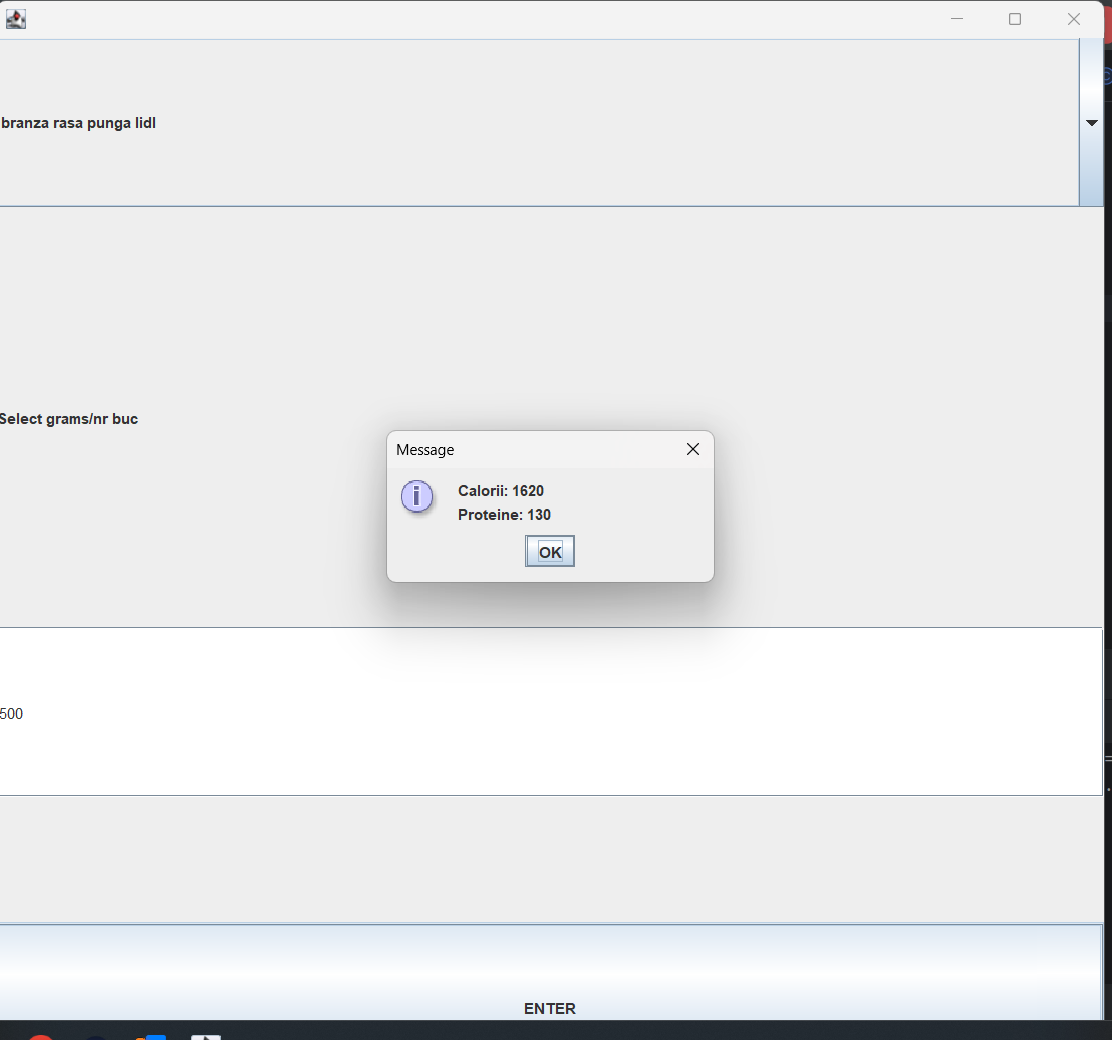 branza rasa punga lidl
Select grams/nr buc
Message
Calorii: 1620
Proteine: 130
OK
500
ENTER